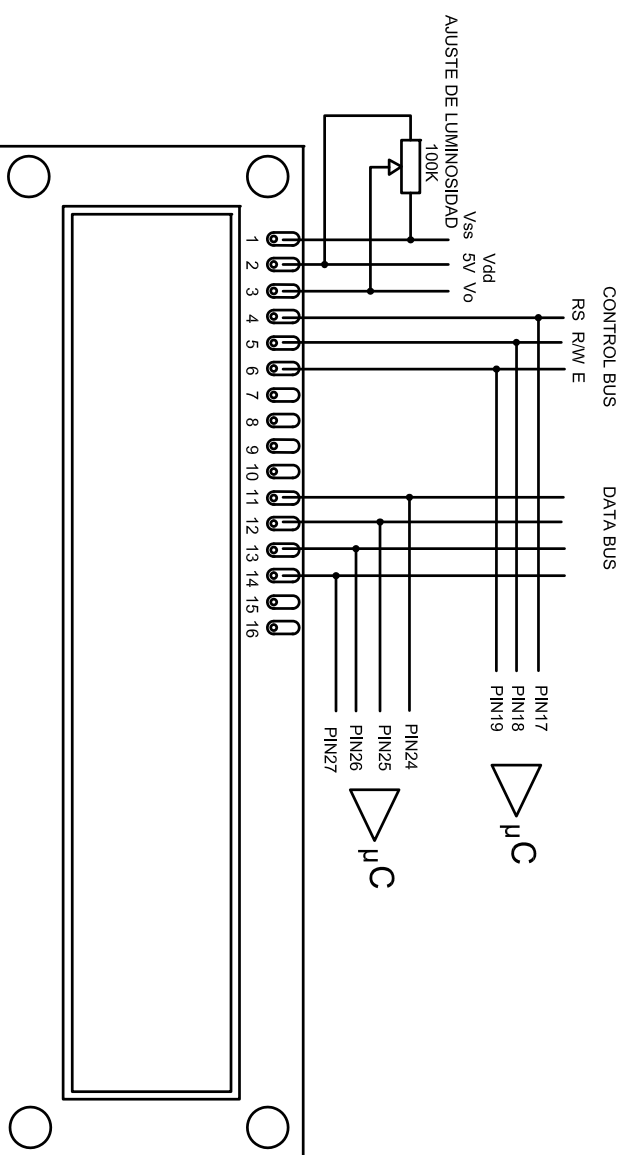 CONTROL BUS
DATA BUS
RS R/W E
AJUSTE DE LUMINOSIDAD
100K
Vss
Vdd
5V
Vo
PIN17
PIN18
PIN19
µC
PIN24
PIN25
PIN26
PIN27
µC
1 2 3 4 5 6 7 8 9 10 11 12 13 14 15 16